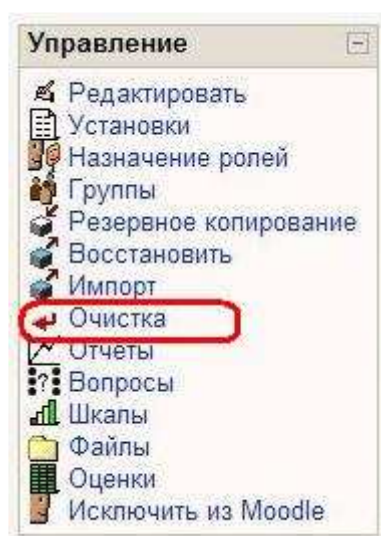 Управление
Редактировать
Установки
Назначение ролей
Группы
Резервное копирование
Восстановить
Импорт
Очистка
Отчеты
Вопросы
Шкалы
Файлы
Оценки
Исключить из Moodle